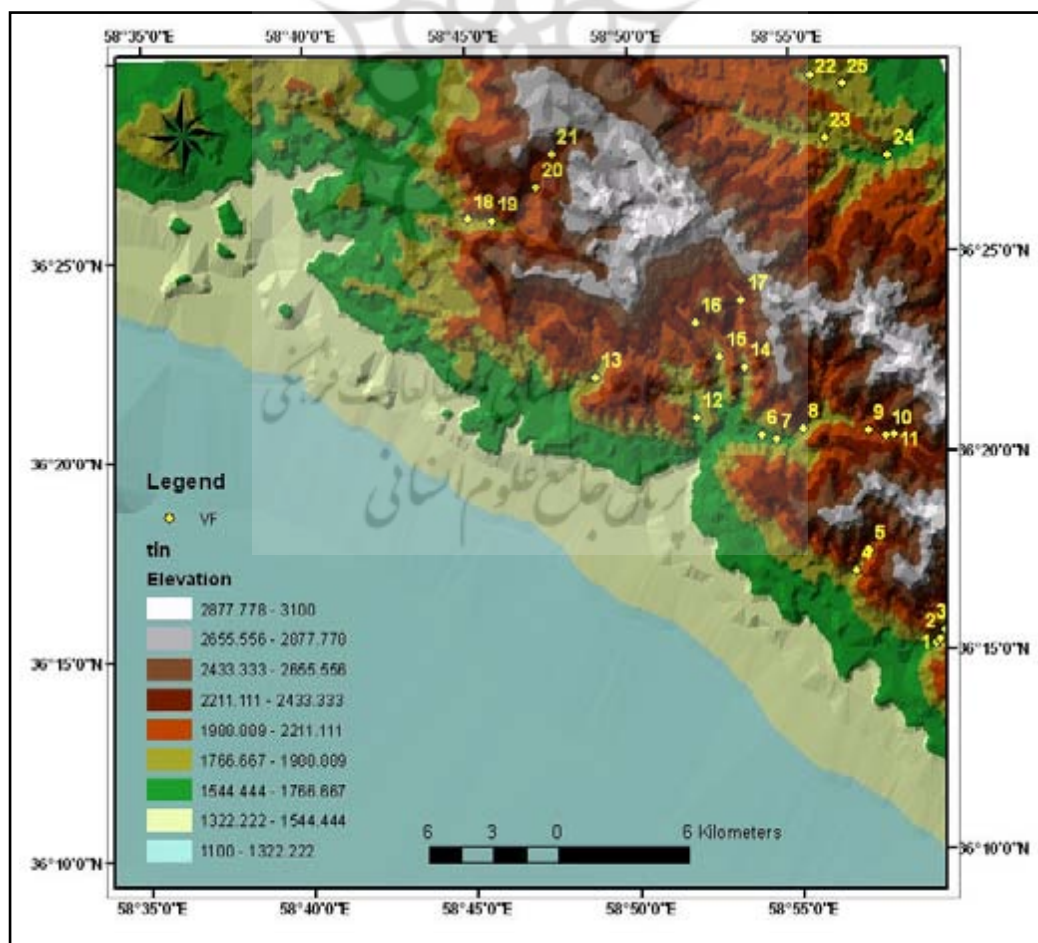 58°35'0"E 58°40'0"E 58°45'0"E 58°50'0"E 58°55'0"E
22 25
23
24
21
20
18 19
36°25'0"N 36°25'0"N
17
16
15 14
13
12
6 7 8 9 10
11
36°20'0"N 36°20'0"N
5
4
3
2
1
36°15'0"N 36°15'0"N
پرتال جامع علوم انسانی
Legend
VF
tin
Elevation
2877.778 - 3100
2655.556 - 2877.778
2433.333 - 2655.556
2211.111 - 2433.333
1988.889 - 2211.111
1766.667 - 1988.889
1544.444 - 1766.667
1322.222 - 1544.444
1100 - 1322.222
6 3 0 6 Kilometers
36°10'0"N 36°10'0"N
58°35'0"E 58°40'0"E 58°45'0"E 58°50'0"E 58°55'0"E